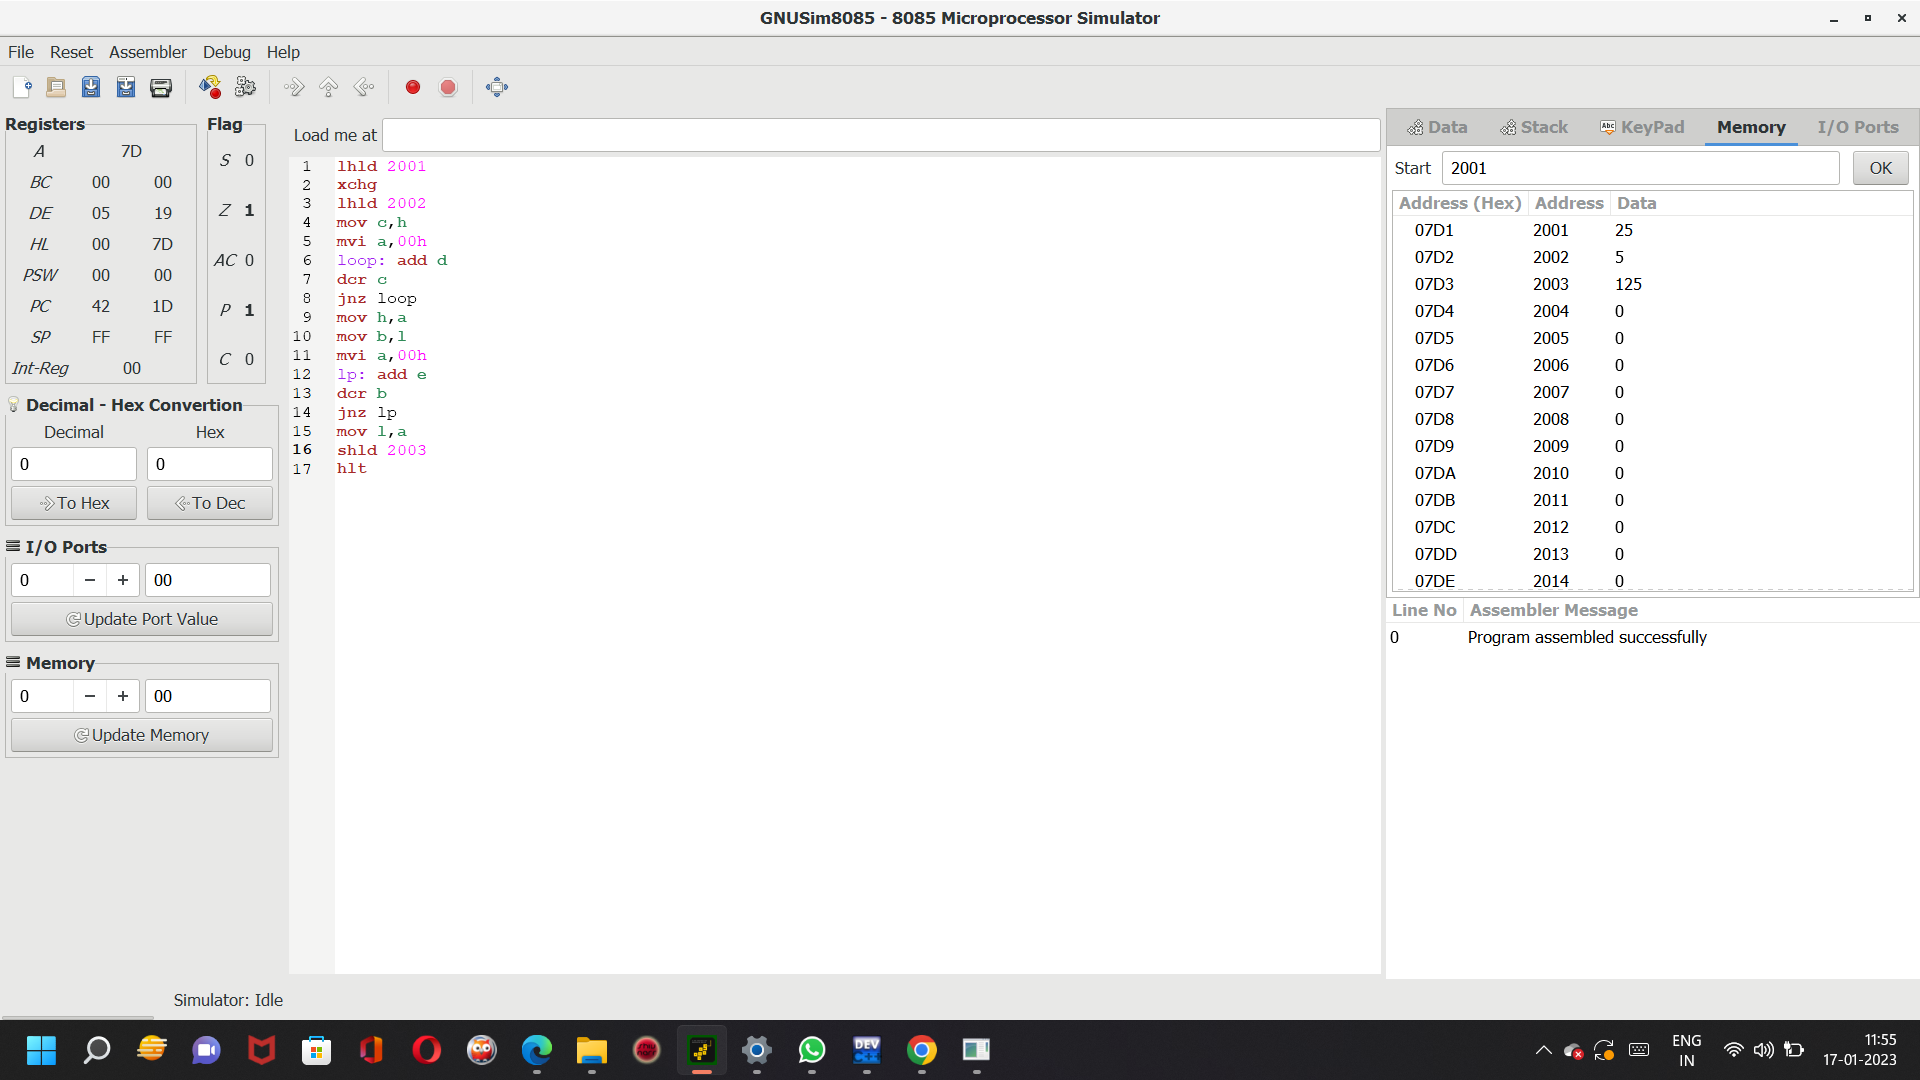 GNUSim8085 - 8085 Microprocessor Simulator
File Reset Assembler Debug Help
Registers
A 7D
BC 00 00
DE 05 19
HL 00 7D
PSW 00 00
PC 42 1D
SP FF FF
Int-Reg 00
Flag
S 0
Z 1
AC 0
P 1
C 0
Decimal - Hex Convertion
Decimal Hex
0 0
To Hex To Dec
I/O Ports
0 − + 00
Update Port Value
Memory
0 − + 00
Update Memory
Load me at
1 lhld 2001
2 xchg
3 lhld 2002
4 mov c,h
5 mvi a,00h
6 loop: add d
7 dcr c
8 jnz loop
9 mov h,a
10 mov b,l
11 mvi a,00h
12 lp: add e
13 dcr b
14 jnz lp
15 mov l,a
16 shld 2003
17 hlt
Data Stack Abc KeyPad Memory I/O Ports
Start 2001 OK
Address (Hex) Address Data
07D1 2001 25
07D2 2002 5
07D3 2003 125
07D4 2004 0
07D5 2005 0
07D6 2006 0
07D7 2007 0
07D8 2008 0
07D9 2009 0
07DA 2010 0
07DB 2011 0
07DC 2012 0
07DD 2013 0
07DE 2014 0
Line No Assembler Message
0 Program assembled successfully
Simulator: Idle
DEV
C++
ENG
IN
11:55
17-01-2023